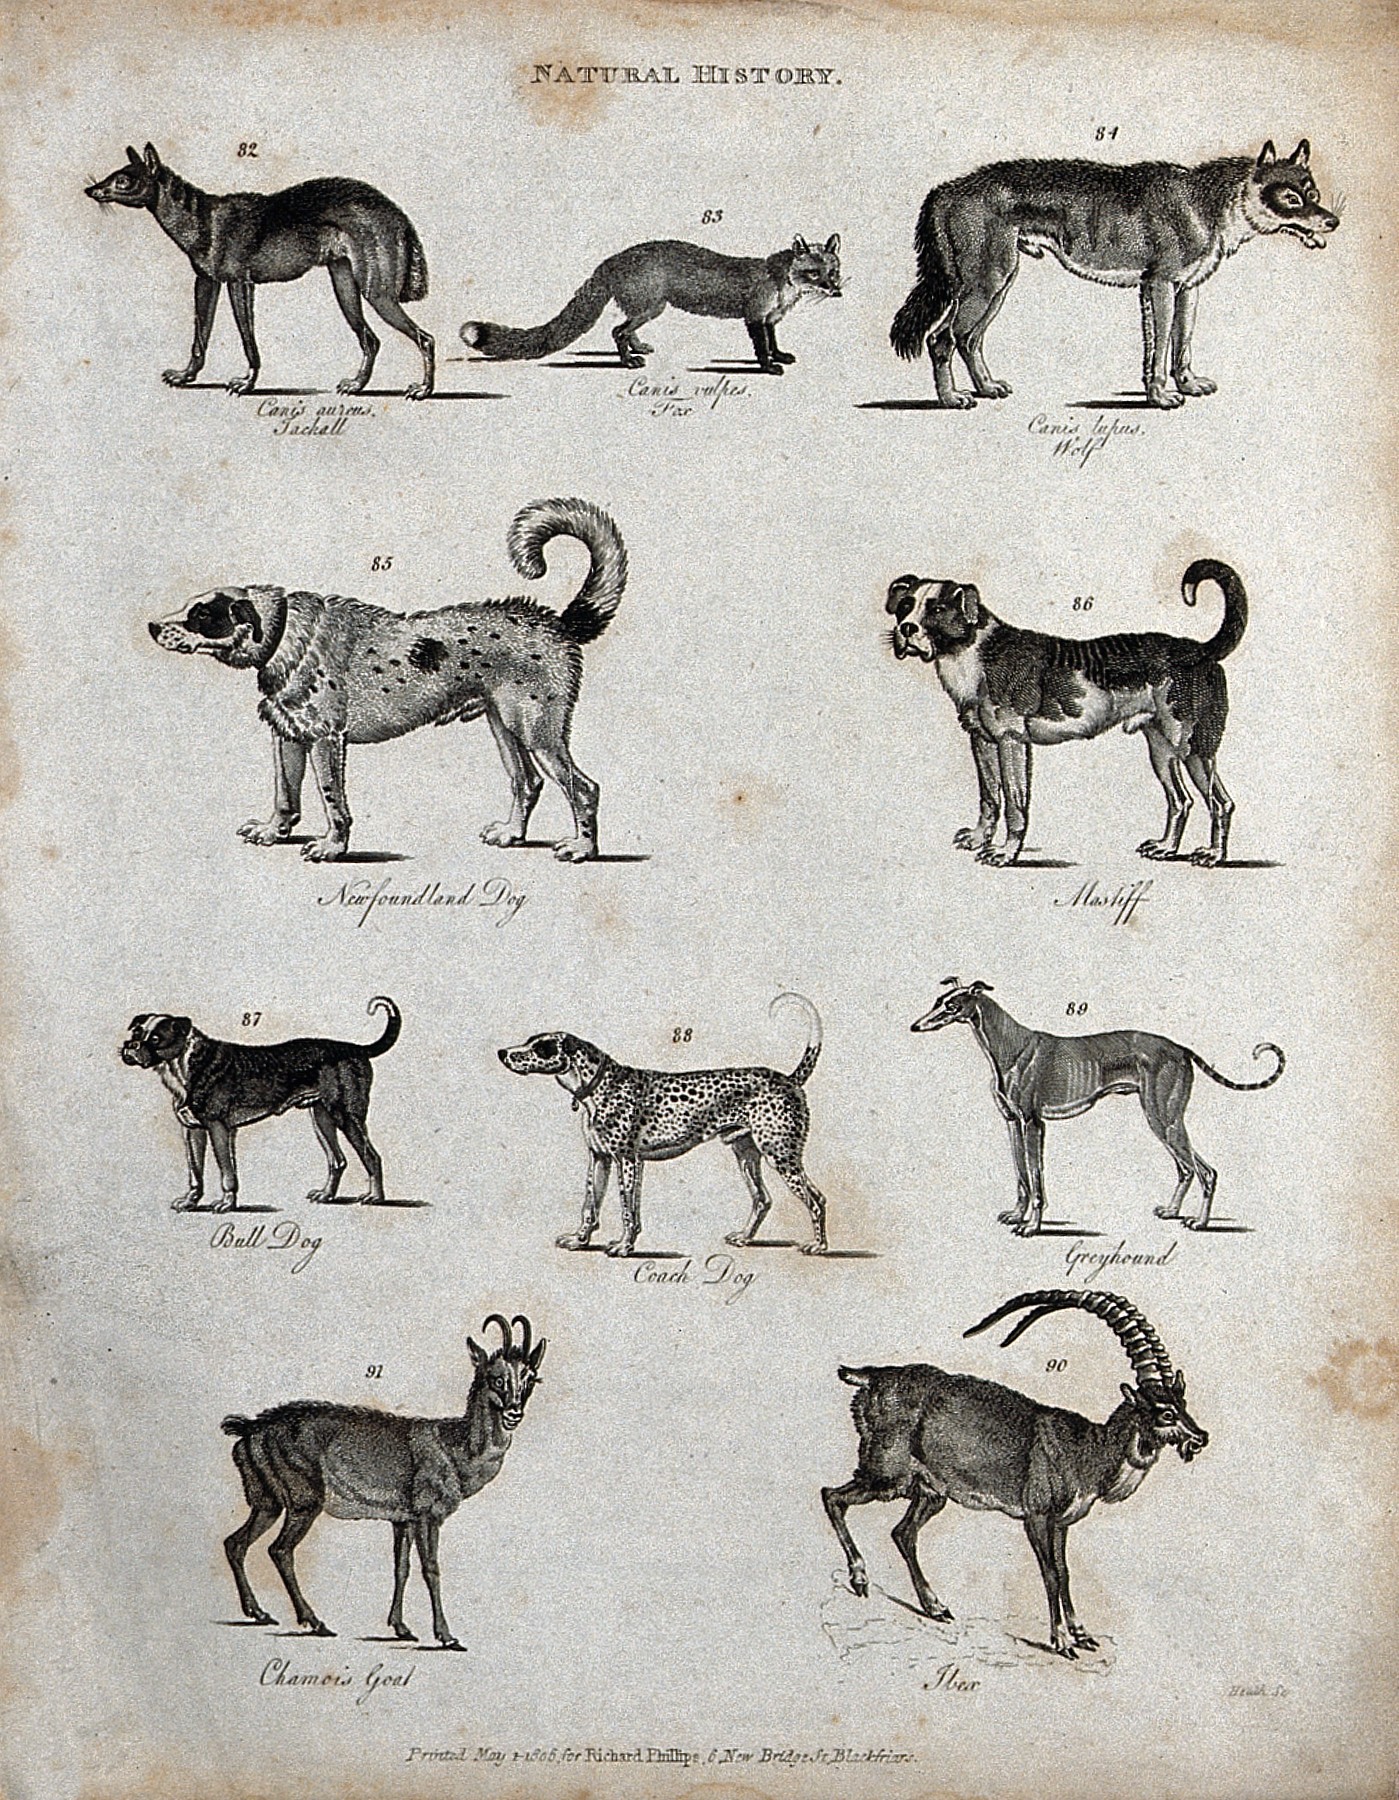 NATURAL HISTORY.
82
83
84
Canis aureus.
Jackall
Canis vulpes.
Fox
Canis lupus.
Wolf
85
86
Newfoundland Dog
Mastiff
87
88
89
Bull Dog
Coach Dog
Greyhound
91
90
Chamois Goat
Ibex
Heath Sc
Printed May 1-1806, for Richard Phillips, 6, New Bridge St, Blackfriars.